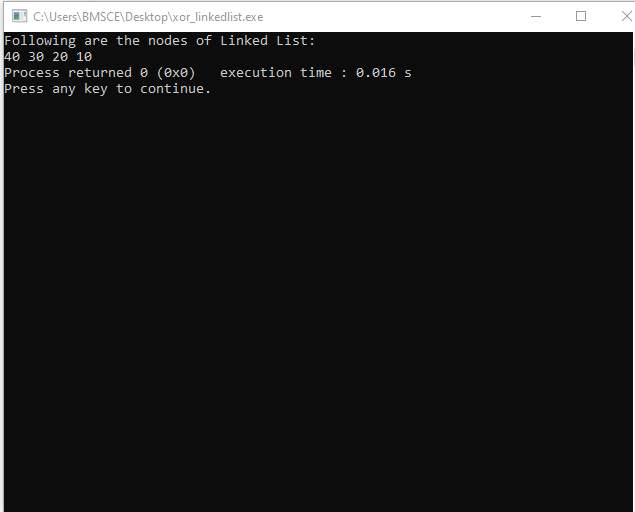 C:\Users\BMSCE\Desktop\xor_linkedlist.exe
Following are the nodes of Linked List:
40 30 20 10
Process returned 0 (0x0)   execution time : 0.016 s
Press any key to continue.